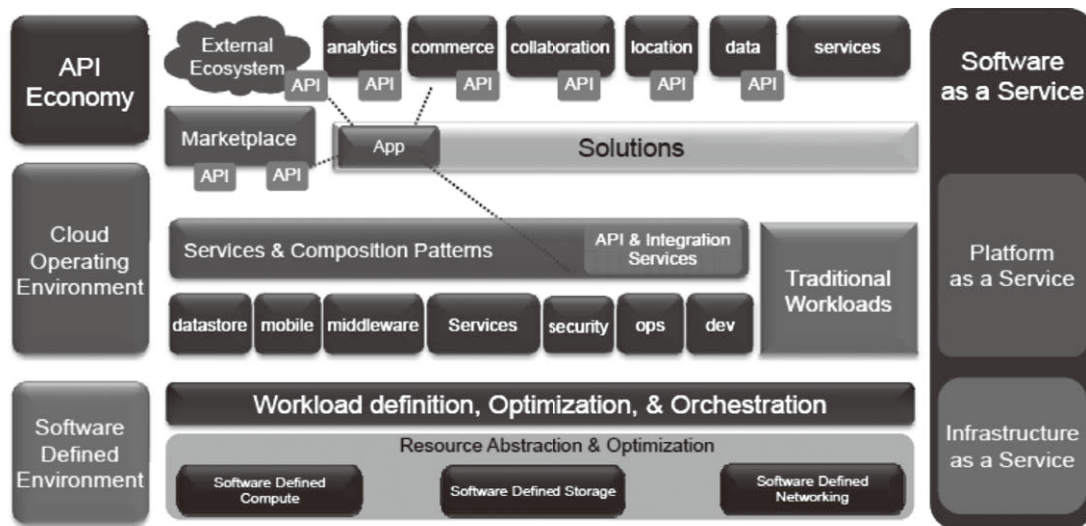 API
Economy
External
Ecosystem
API
analytics
API
commerce
API
collaboration
API
location
API
data
API
services
Software
as a Service
Marketplace
API
API
App
Solutions
Cloud
Operating
Environment
Services & Composition Patterns
API & Integration
Services
Traditional
Workloads
Platform
as a Service
datastore
mobile
middleware
Services
security
ops
dev
Software
Defined
Environment
Workload definition, Optimization, & Orchestration
Resource Abstraction & Optimization
Software Defined
Compute
Software Defined Storage
Software Defined
Networking
Infrastructure
as a Service